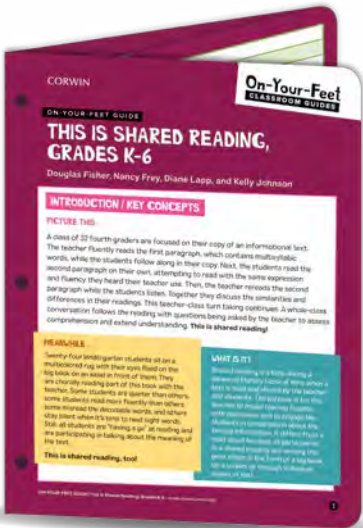 CORWIN
On-Your-Feet
CLASSROOM GUIDES
ON-YOUR-FEET GUIDE
THIS IS SHARED READING,
GRADES K-6
Douglas Fisher, Nancy Frey, Diane Lapp, and Kelly Johnson
INTRODUCTION / KEY CONCEPTS
PICTURE THIS
A class of 32 fourth graders are focused on their copy of an informational text.
The teacher fluently reads the first paragraph, which contains multisyllabic
words, while the students follow along in their copy. Next, the students read the
second paragraph on their own, attempting to read with the same expression
and fluency they heard their teacher use. Then, the teacher rereads the second
paragraph while the students listen. Together they discuss the similarities and
differences in their readings. This teacher-class turn taking continues. A whole-class
conversation follows the reading with questions being asked by the teacher to assess
comprehension and extend understanding. This is shared reading!
MEANWHILE
Twenty-four kindergarten students sit on a
multicolored rug with their eyes fixed on the
big book on an easel in front of them. They
are chorally reading part of this book with the
teacher. Some students are quieter than others,
some students read more fluently than others,
some misread the decodable words, and others
stay silent when it's time to read sight words.
Still, all students are "having a go" at reading and
are participating in talking about the meaning of
the text.
This is shared reading, too!
WHAT IS IT?
1